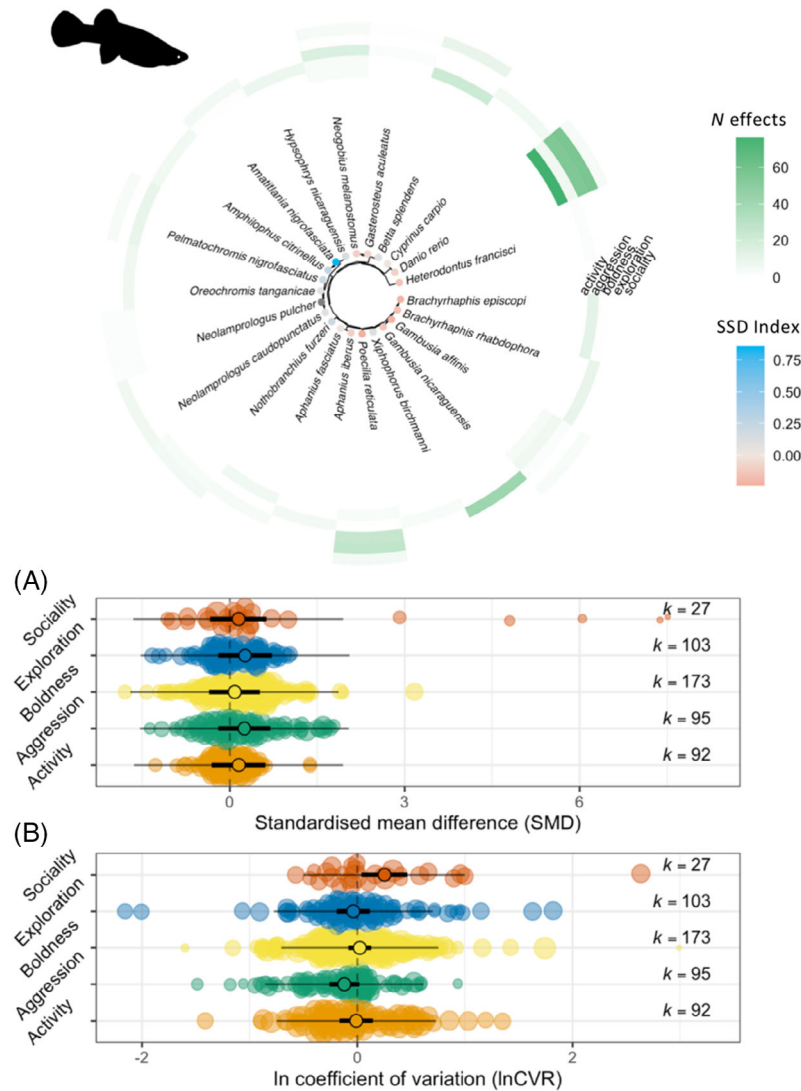 Hypsophrys nicaraguensis
Neogobius melanostomus
Gasterosteus aculeatus
Betta splendens
Cyprinus carpio
Danio rerio
Heterodontus francisci
Amatitlania nigrofasciata
Amphilophus citrinellus
Pelmatochromis nigrofasciatus
Oreochromis tanganicae
Neolamprologus pulcher
Neolamprologus caudopunctatus
Nothobranchius furzeri
Aphanius fasciatus
Aphanius iberus
Poecilia reticulata
Xiphophorus birchmanni
Gambusia nicaraguensis
Gambusia affinis
Brachyrhaphis rhabdophora
Brachyrhaphis episcopi
activity
aggression
boldness
exploration
sociality
N effects
60
40
20
0
SSD Index
0.75
0.50
0.25
0.00
(A)
Sociality
Exploration
Boldness
Aggression
Activity
k = 27
k = 103
k = 173
k = 95
k = 92
0 3 6
Standardised mean difference (SMD)
(B)
Sociality
Exploration
Boldness
Aggression
Activity
k = 27
k = 103
k = 173
k = 95
k = 92
-2 0 2
ln coefficient of variation (lnCVR)